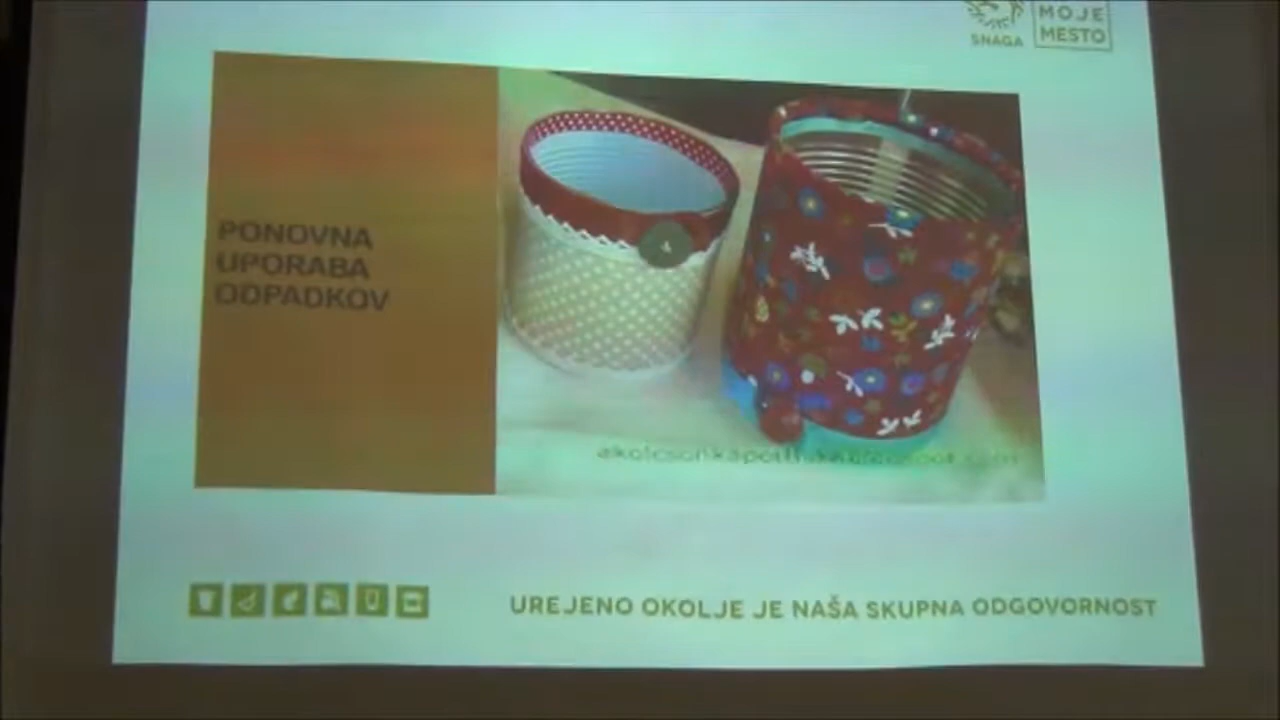 SNAGA
MOJE
MESTO
PONOVNA
UPORABA
ODPADKOV
UREJENO OKOLJE JE NAŠA SKUPNA ODGOVORNOST